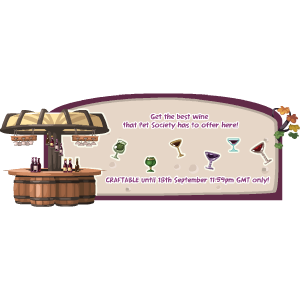 Get the best wine
that Pet Society has to offer here!
CRAFTABLE until 18th September 11:59pm GMT only!